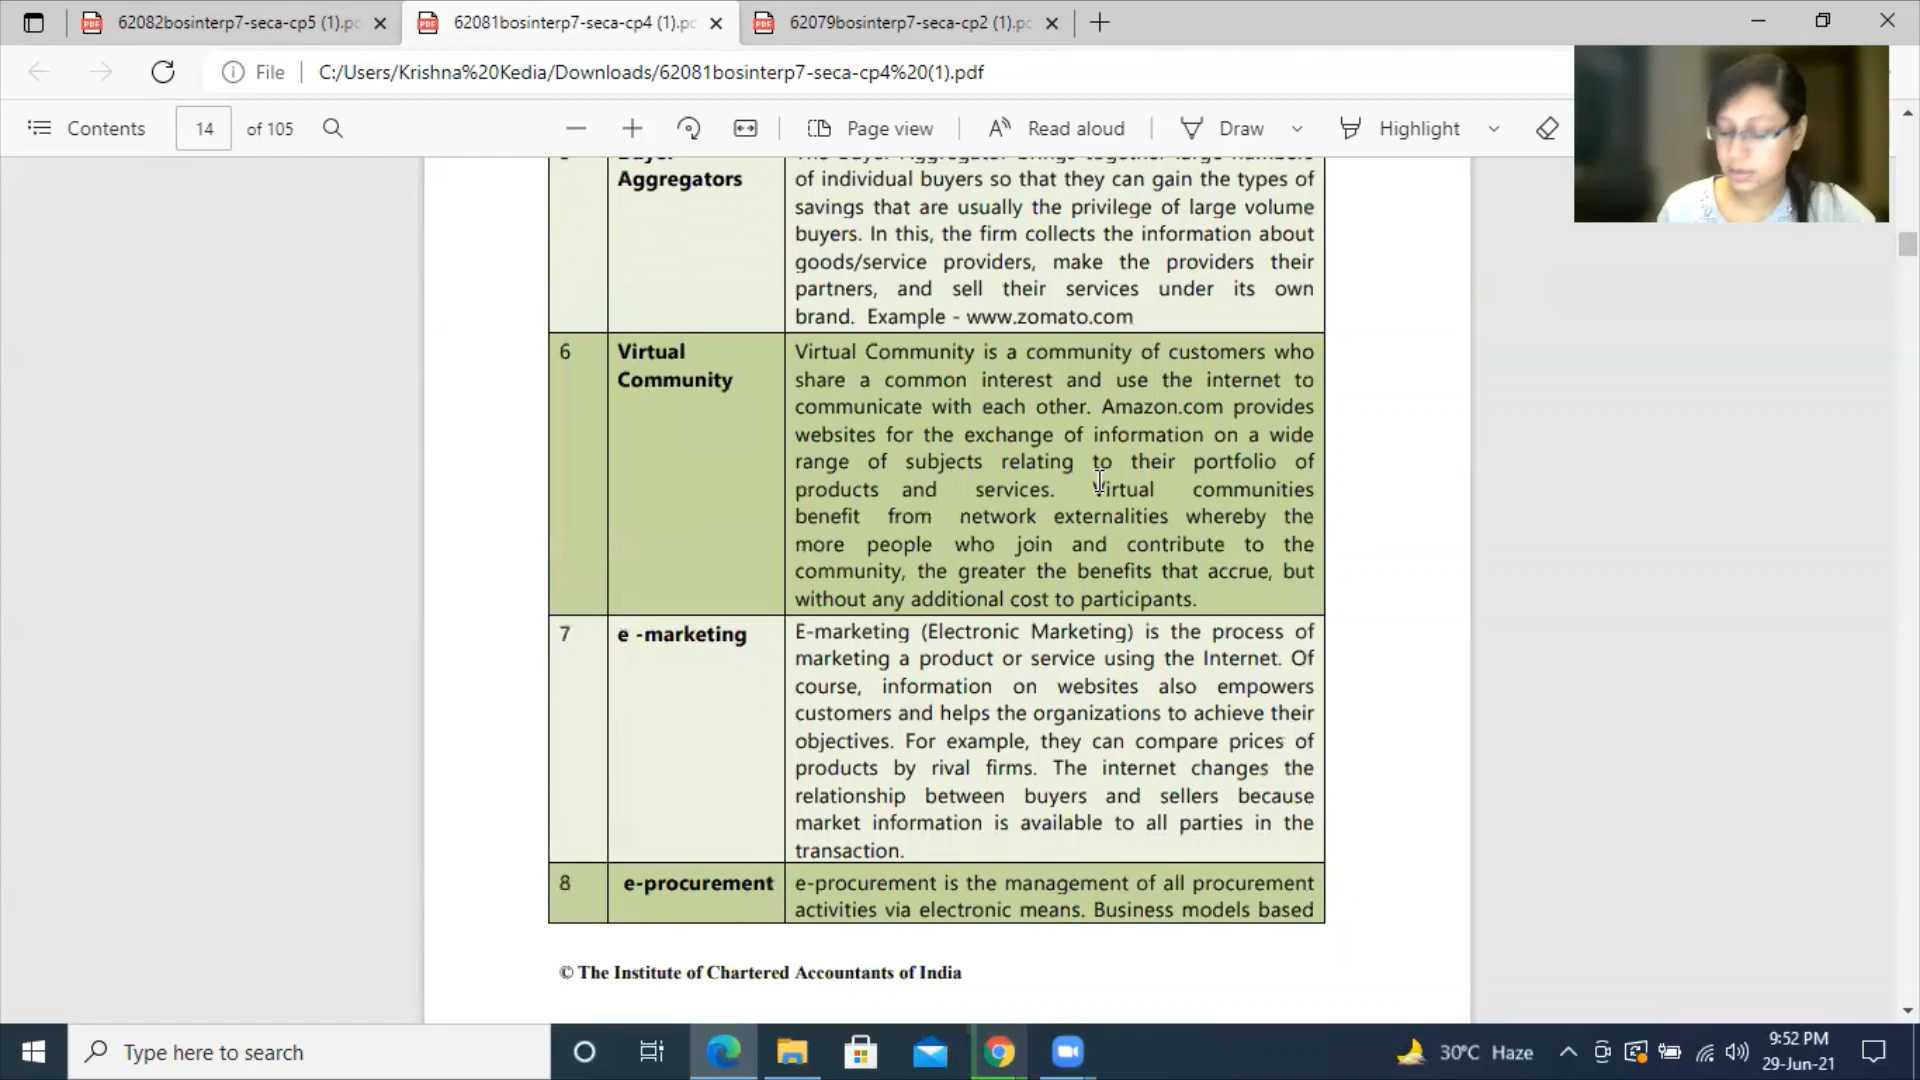 62082bosinterp7-seca-cp5 (1).p
62081bosinterp7-seca-cp4 (1).p
62079bosinterp7-seca-cp2 (1).p
File
C:/Users/Krishna%20Kedia/Downloads/62081bosinterp7-seca-cp4%20(1).pdf
Contents
14 of 105
Page view
Read aloud
Draw
Highlight
Aggregators
of individual buyers so that they can gain the types of
savings that are usually the privilege of large volume
buyers. In this, the firm collects the information about
goods/service providers, make the providers their
partners, and sell their services under its own
brand. Example - www.zomato.com
6
Virtual
Community
Virtual Community is a community of customers who
share a common interest and use the internet to
communicate with each other. Amazon.com provides
websites for the exchange of information on a wide
range of subjects relating to their portfolio of
products and services. Virtual communities
benefit from network externalities whereby the
more people who join and contribute to the
community, the greater the benefits that accrue, but
without any additional cost to participants.
7
e -marketing
E-marketing (Electronic Marketing) is the process of
marketing a product or service using the Internet. Of
course, information on websites also empowers
customers and helps the organizations to achieve their
objectives. For example, they can compare prices of
products by rival firms. The internet changes the
relationship between buyers and sellers because
market information is available to all parties in the
transaction.
8
e-procurement
e-procurement is the management of all procurement
activities via electronic means. Business models based
© The Institute of Chartered Accountants of India
Type here to search
30°C Haze
9:52 PM
29-Jun-21